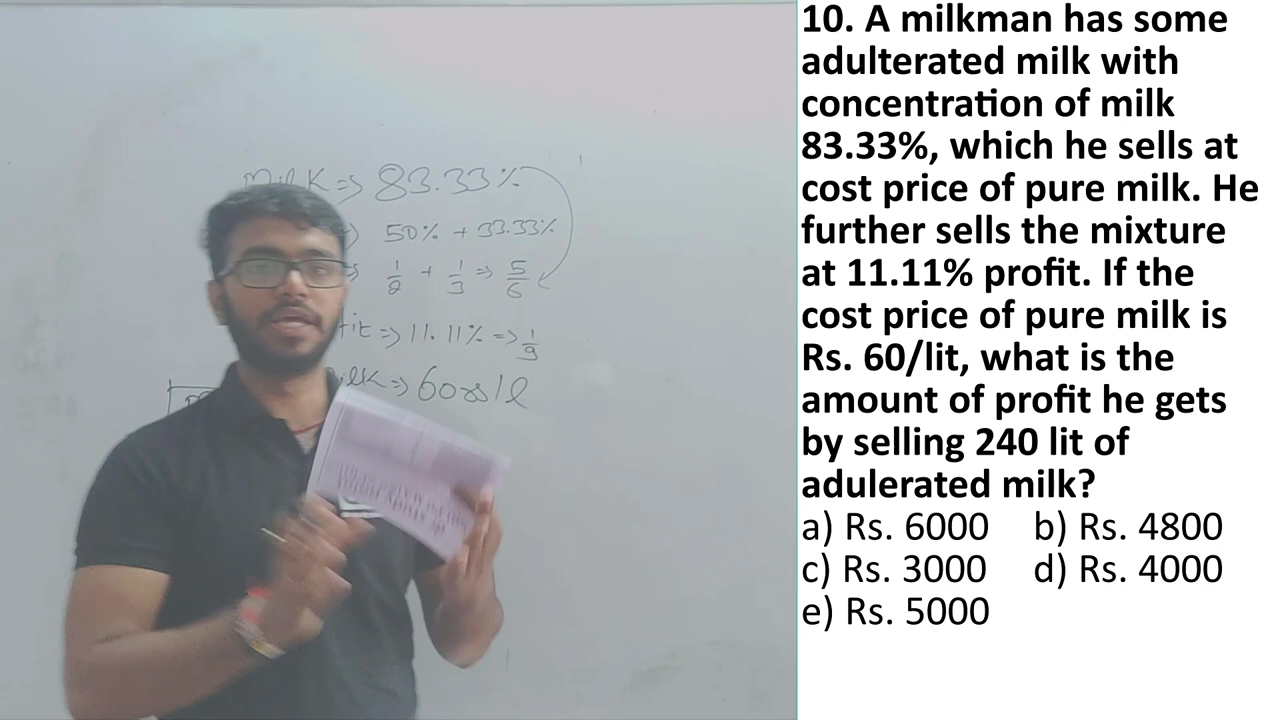 10. A milkman has some
adulterated milk with
concentration of milk
83.33%, which he sells at
cost price of pure milk. He
further sells the mixture
at 11.11% profit. If the
cost price of pure milk is
Rs. 60/lit, what is the
amount of profit he gets
by selling 240 lit of
adulerated milk?
a) Rs. 6000 b) Rs. 4800
c) Rs. 3000 d) Rs. 4000
e) Rs. 5000
Milk => 83.33%
50% + 33.33%
1/2 + 1/3 => 5/6
=> 11.11% => 1/9
=> 60rs/l